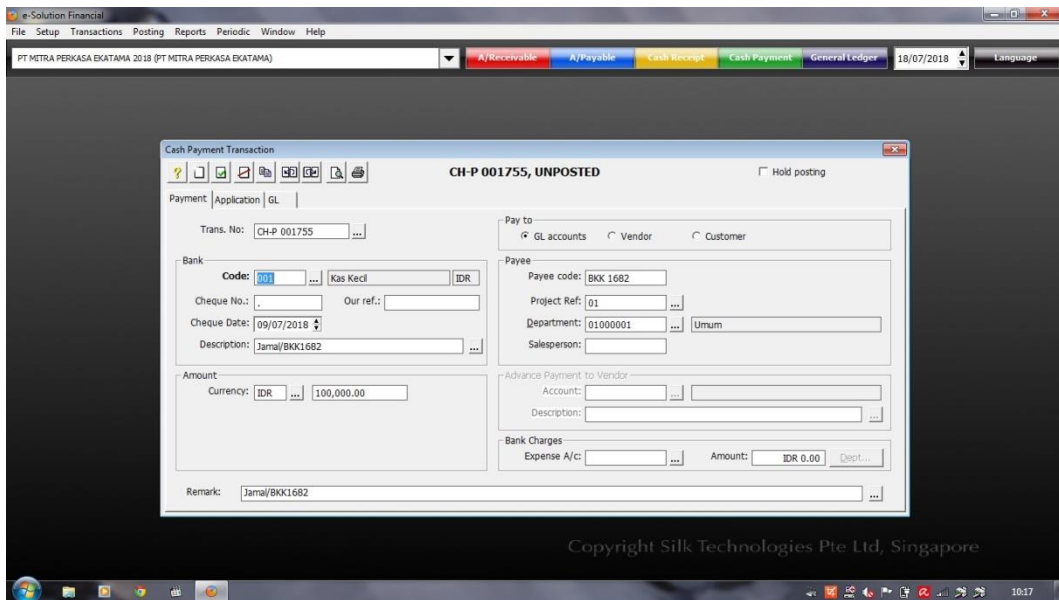 e-Solution Financial
File Setup Transactions Posting Reports Periodic Window Help
PT MITRA PERKASA EKATAMA 2018 (PT MITRA PERKASA EKATAMA) A/Receivable A/Payable Cash Receipt Cash Payment General Ledger 18/07/2018 Language
Cash Payment Transaction
CH-P 001755, UNPOSTED Hold posting
Payment Application GL
Trans. No: CH-P 001755 ...
Pay to
GL accounts Vendor Customer
Bank
Code: 001 ... Kas Kecil IDR
Cheque No.: . Our ref.:
Cheque Date: 09/07/2018
Description: Jamal/BKK1682 ...
Payee
Payee code: BKK 1682
Project Ref: 01 ...
Department: 01000001 ... Umum
Salesperson:
Amount
Currency: IDR ... 100,000.00
Advance Payment to Vendor
Account: ...
Description: ...
Bank Charges
Expense A/c: ... Amount: IDR 0.00 Dept...
Remark: Jamal/BKK1682 ...
Copyright Silk Technologies Pte Ltd, Singapore
10:17